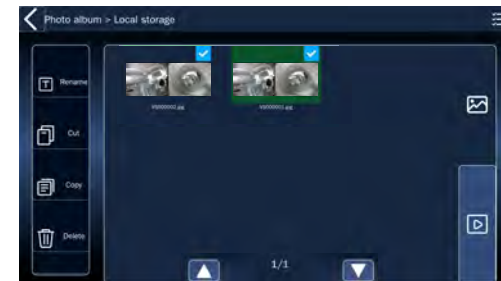 Photo album > Local storage
Rename
Cut
Copy
Delete
1/1